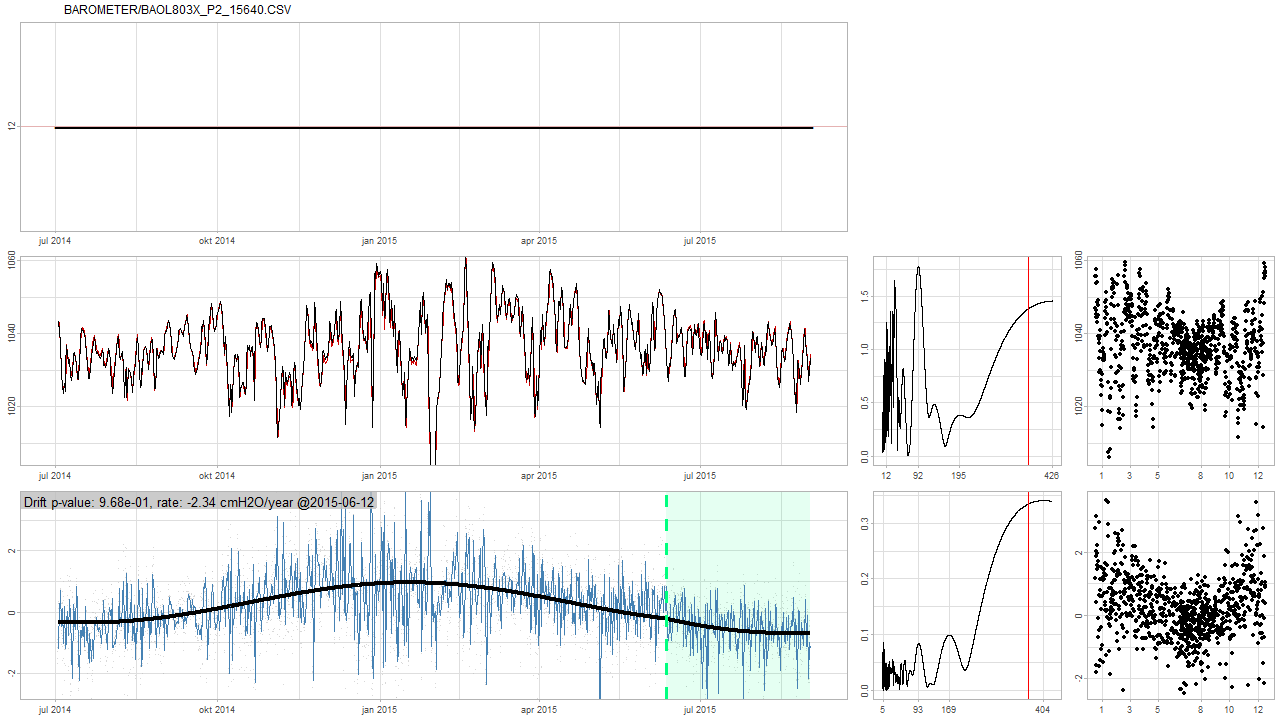 BAROMETER/BAOL803X_P2_15640.CSV
12
jul 2014 okt 2014 jan 2015 apr 2015 jul 2015
1060
1040
1020
jul 2014 okt 2014 jan 2015 apr 2015 jul 2015
1.5
1.0
0.5
0.0
12 92 195 426
1060
1040
1020
1 3 5 8 10 12
Drift p-value: 9.68e-01, rate: -2.34 cmH2O/year @2015-06-12
2
0
-2
jul 2014 okt 2014 jan 2015 apr 2015 jul 2015
0.3
0.2
0.1
0.0
5 93 169 404
2
0
-2
1 3 5 8 10 12